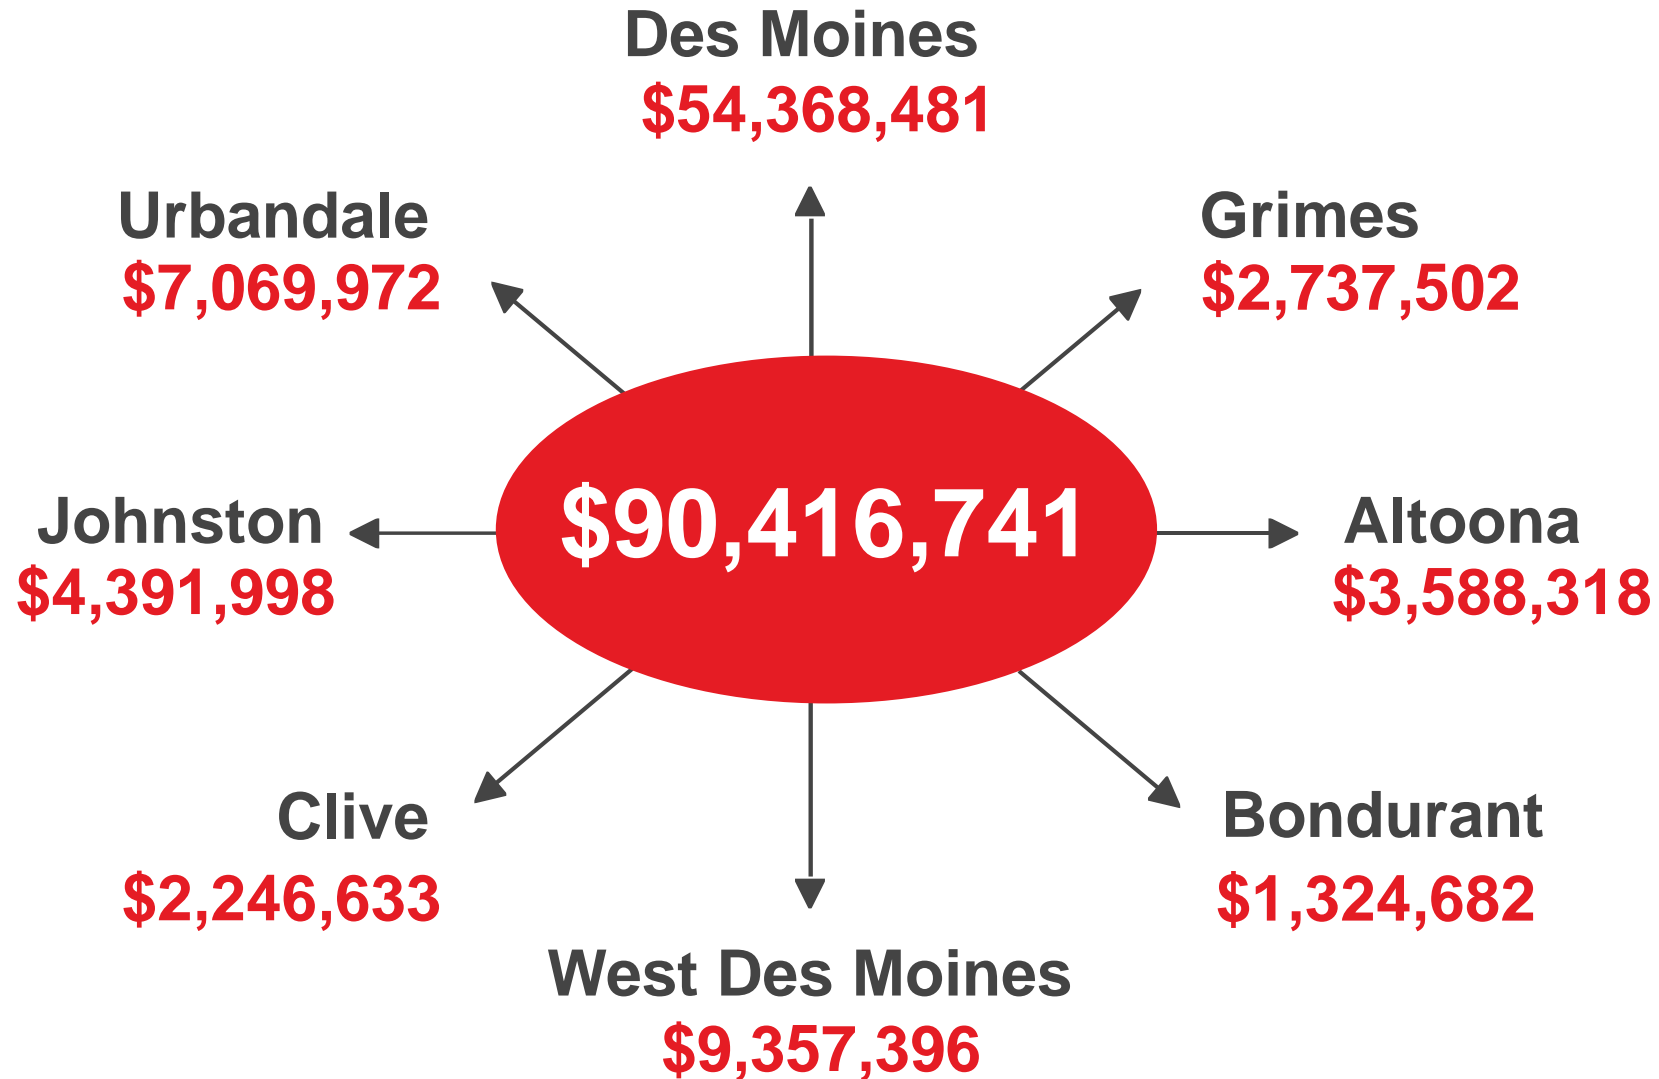 Des Moines
$54,368,481
Urbandale
$7,069,972
Grimes
$2,737,502
Johnston
$4,391,998
$90,416,741
Altoona
$3,588,318
Clive
$2,246,633
Bondurant
$1,324,682
West Des Moines
$9,357,396